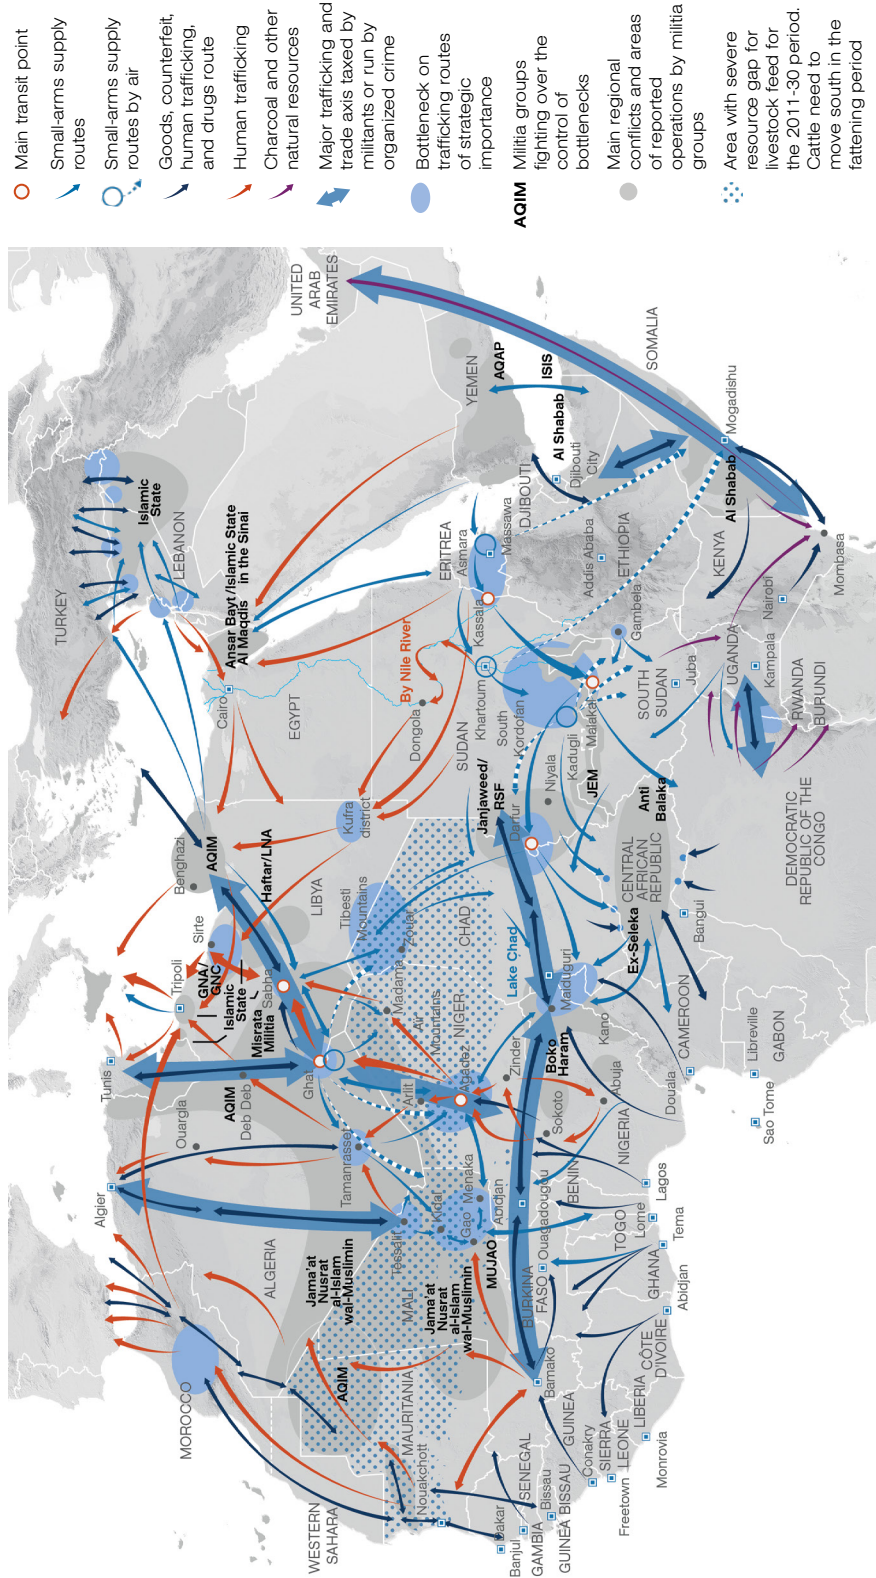 Main transit point
Small-arms supply
routes
Small-arms supply
routes by air
Goods, counterfeit,
human trafficking,
and drugs route
Human trafficking
Charcoal and other
natural resources
Major trafficking and
trade axis taxed by
militants or run by
organized crime
Bottleneck on
trafficking routes
of strategic
importance
AQIM
Militia groups
fighting over the
control of
bottlenecks
Main regional
conflicts and areas
of reported
operations by militia
groups
Area with severe
resource gap for
livestock feed for
the 2011-30 period.
Cattle need to
move south in the
fattening period
TURKEY
Islamic
State
LEBANON
Ansar Bayt /Islamic State
Al Maqdis in the Sinai
Cairo
EGYPT
UNITED
ARAB
EMIRATES
Algier
Tunis
Tripoli
Sirte
Benghazi
AQIM
GNA/
GNC
Islamic
State
Misrata
Militia
Sabha
Haftar/LNA
LIBYA
MOROCCO
Ouargla
AQIM
Deb Deb
Ghat
ALGERIA
Tamanrasset
WESTERN
SAHARA
Kufra
district
Tibesti
Mountains
Zouar
Madama
Jama'at
Nusrat
al-Islam
wal-Muslimin
Tessalit
AQIM
MALI
MAURITANIA
Nouakchott
Kidar
Gao
Menaka
Abidjan
MUJAO
Jama'at
Nusrat
al-Islam
wal-Muslimin
Arlit
Agadez
Air
Mountains
NIGER
CHAD
Zinder
Lake Chad
By Nile River
Dongola
SUDAN
Khartoum
Kassala
ERITREA
Asmara
Massawa
YEMEN
AQAP
ISIS
DJIBOUTI
Al Shabab
Djibouti
City
Janjaweed/
RSF
Darfur
Niyala
South
Kordofan
Kadugli
Malakal
JEM
Addis Ababa
ETHIOPIA
Gambela
SOMALIA
Mogadishu
Al Shabab
Dakar
SENEGAL
Banjul
GAMBIA
Bissau
GUINEA BISSAU
GUINEA
Conakry
SIERRA
LEONE
Freetown
LIBERIA
Monrovia
Bamako
BURKINA
FASO
Ouagadougou
CÔTE
D'IVOIRE
Abidjan
GHANA
Tema
TOGO
Lome
BENIN
Lagos
Sokoto
NIGERIA
Abuja
Kano
Boko
Haram
Maiduguri
CAMEROON
Douala
Ex-Seleka
CENTRAL
AFRICAN
REPUBLIC
Bangui
Anti
Balaka
SOUTH
SUDAN
Juba
UGANDA
Kampala
KENYA
Nairobi
Mombasa
RWANDA
BURUNDI
DEMOCRATIC
REPUBLIC OF THE
CONGO
Libreville
GABON
Sao Tome